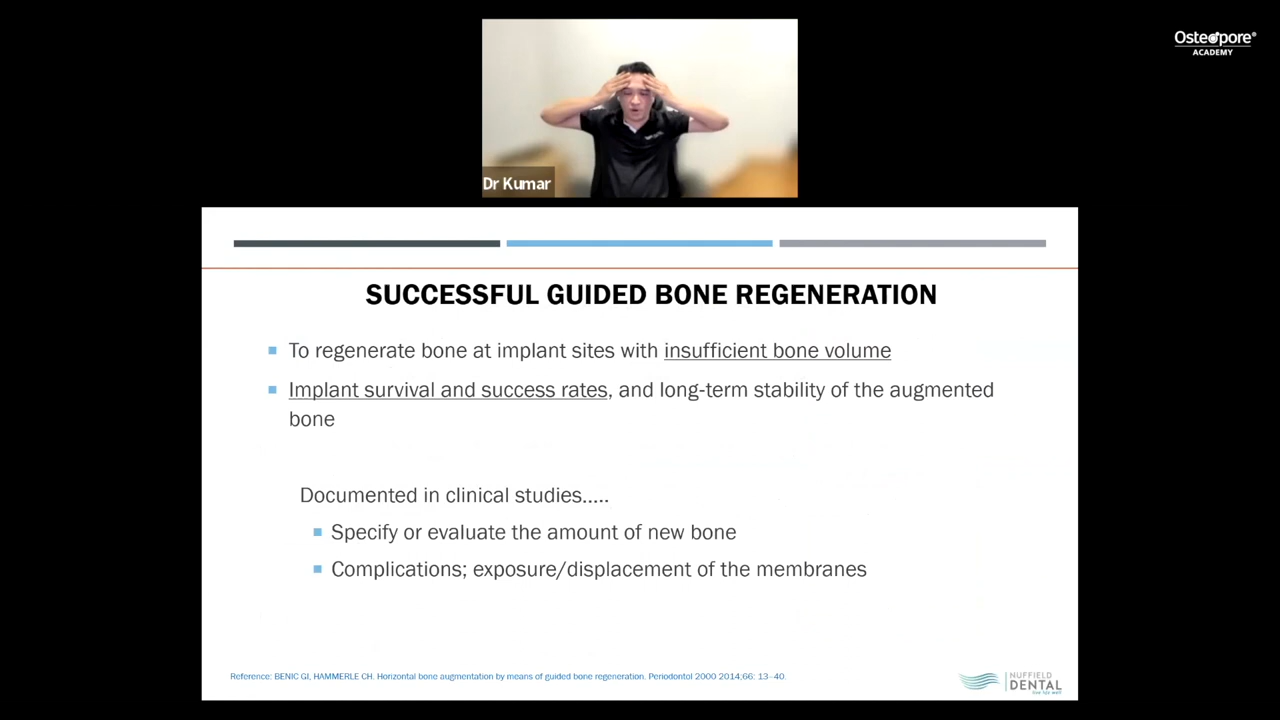 Osteopore®
ACADEMY
Dr Kumar
SUCCESSFUL GUIDED BONE REGENERATION
To regenerate bone at implant sites with insufficient bone volume
Implant survival and success rates, and long-term stability of the augmented
bone
Documented in clinical studies.....
Specify or evaluate the amount of new bone
Complications; exposure/displacement of the membranes
Reference: BENIC GI, HAMMERLE CH. Horizontal bone augmentation by means of guided bone regeneration. Periodontol 2000 2014;66: 13–40.
NUFFIELD
DENTAL
live life well